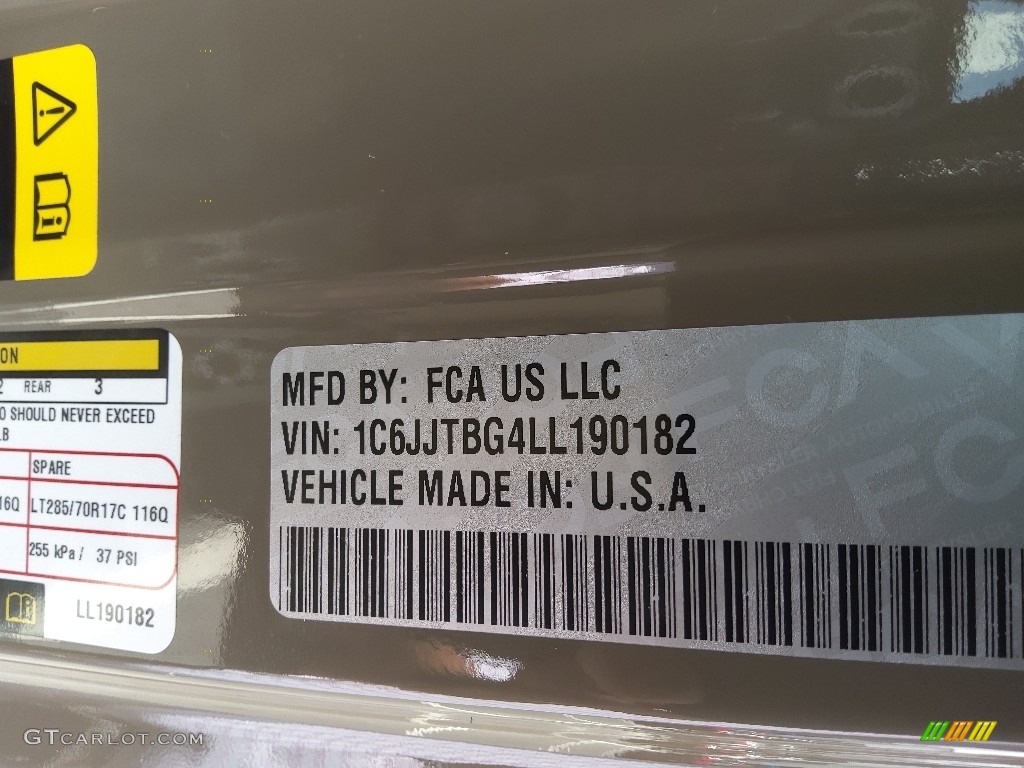 ON
2 REAR 3
O SHOULD NEVER EXCEED
LB
SPARE
16Q LT285/70R17C 116Q
255 kPa / 37 PSI
LL190182
MFD BY: FCA US LLC
VIN: 1C6JJTBG4LL190182
VEHICLE MADE IN: U.S.A.
FCA
GTCARLOT.COM